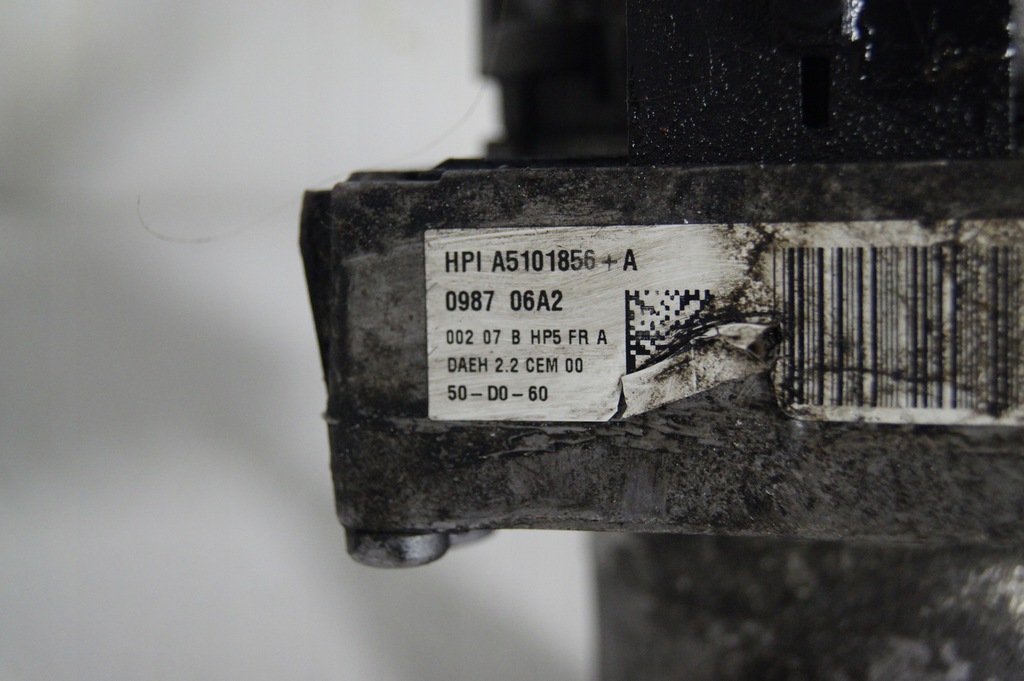 HPI A5101856 + A
0987 06A2
002 07 B HP5 FR A
DAEH 2.2 CEM 00
50-D0-60